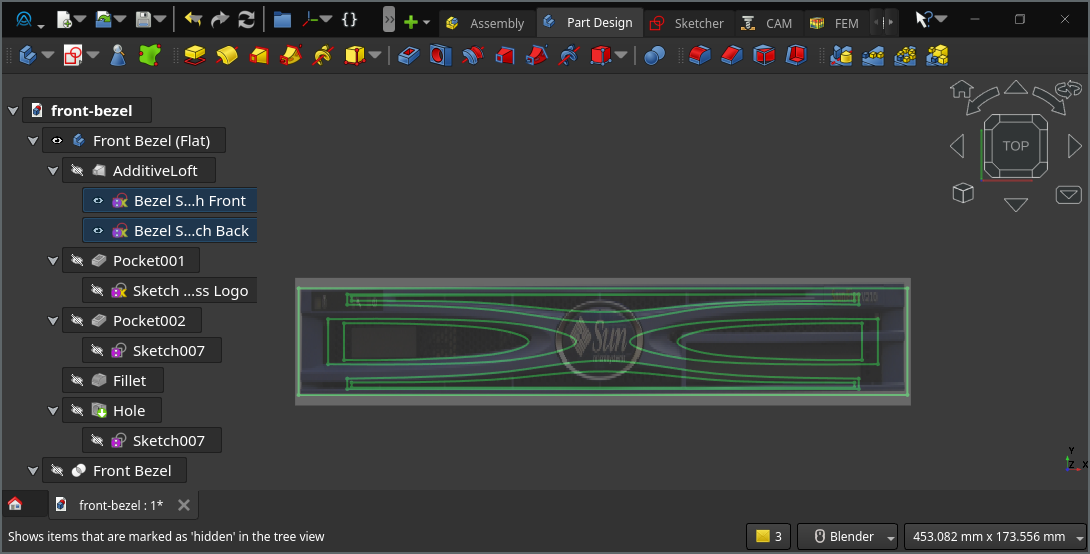 {}
»
Assembly
Part Design
Sketcher
CAM
FEM
front-bezel
Front Bezel (Flat)
AdditiveLoft
Bezel S...h Front
Bezel S...ch Back
Pocket001
Sketch ...ss Logo
Pocket002
Sketch007
Fillet
Hole
Sketch007
Front Bezel
TOP
Sun
Y
Z X
front-bezel : 1*
Shows items that are marked as 'hidden' in the tree view
3
Blender
453.082 mm x 173.556 mm